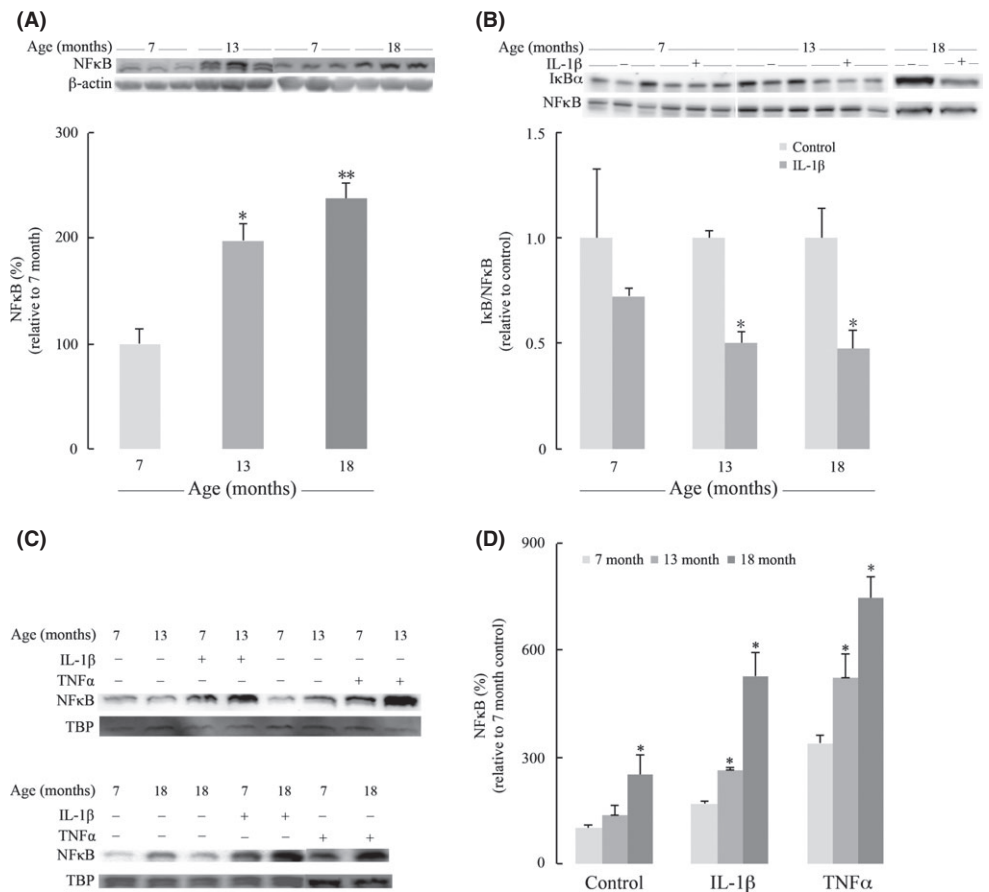 (A)
Age (months) 7 13 7 18
NFκB
β-actin
300
200
100
0
NFκB (%)
(relative to 7 month)
*
**
7 13 18
Age (months)
(B)
Age (months) 7 13 18
IL-1β – + – + – – – +
IκBα
NFκB
Control
IL-1β
1.5
1.0
0.5
0
IκB/NFκB
(relative to control)
* *
7 13 18
Age (months)
(C)
Age (months) 7 13 7 13 7 13 7 13
IL-1β – – + + – – – –
TNFα – – – – – – + +
NFκB
TBP
Age (months) 7 18 18 7 18 7 18
IL-1β – – – + + – –
TNFα – – – – – + +
NFκB
TBP
(D)
900
600
300
0
NFκB (%)
(relative to 7 month control)
7 month 13 month 18 month
* * * * *
Control IL-1β TNFα